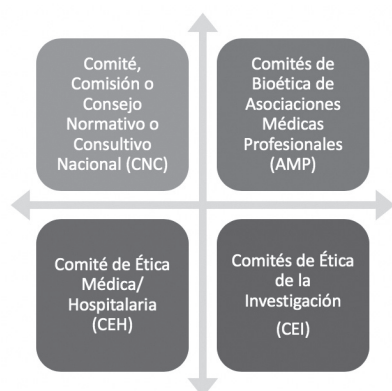 Comité,
Comisión o
Consejo
Normativo o
Consultivo
Nacional (CNC)
Comités de
Bioética de
Asociaciones
Médicas
Profesionales
(AMP)
Comité de Ética
Médica/
Hospitalaria
(CEH)
Comités de Ética
de la
Investigación
(CEI)